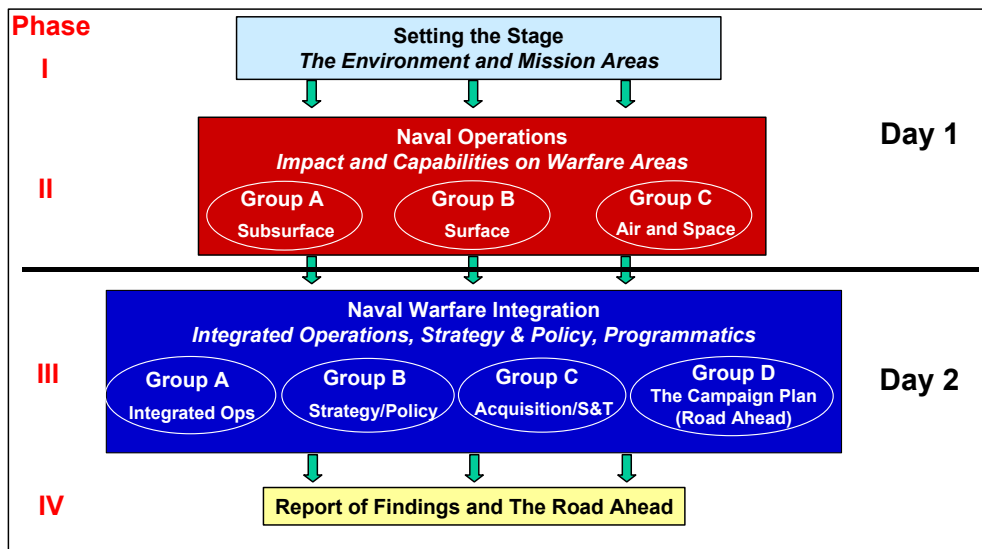 Phase
I
Setting the Stage
The Environment and Mission Areas
Day 1
II
Naval Operations
Impact and Capabilities on Warfare Areas
Group A
Subsurface
Group B
Surface
Group C
Air and Space
III
Naval Warfare Integration
Integrated Operations, Strategy & Policy, Programmatics
Group A
Integrated Ops
Group B
Strategy/Policy
Group C
Acquisition/S&T
Group D
The Campaign Plan
(Road Ahead)
Day 2
IV
Report of Findings and The Road Ahead